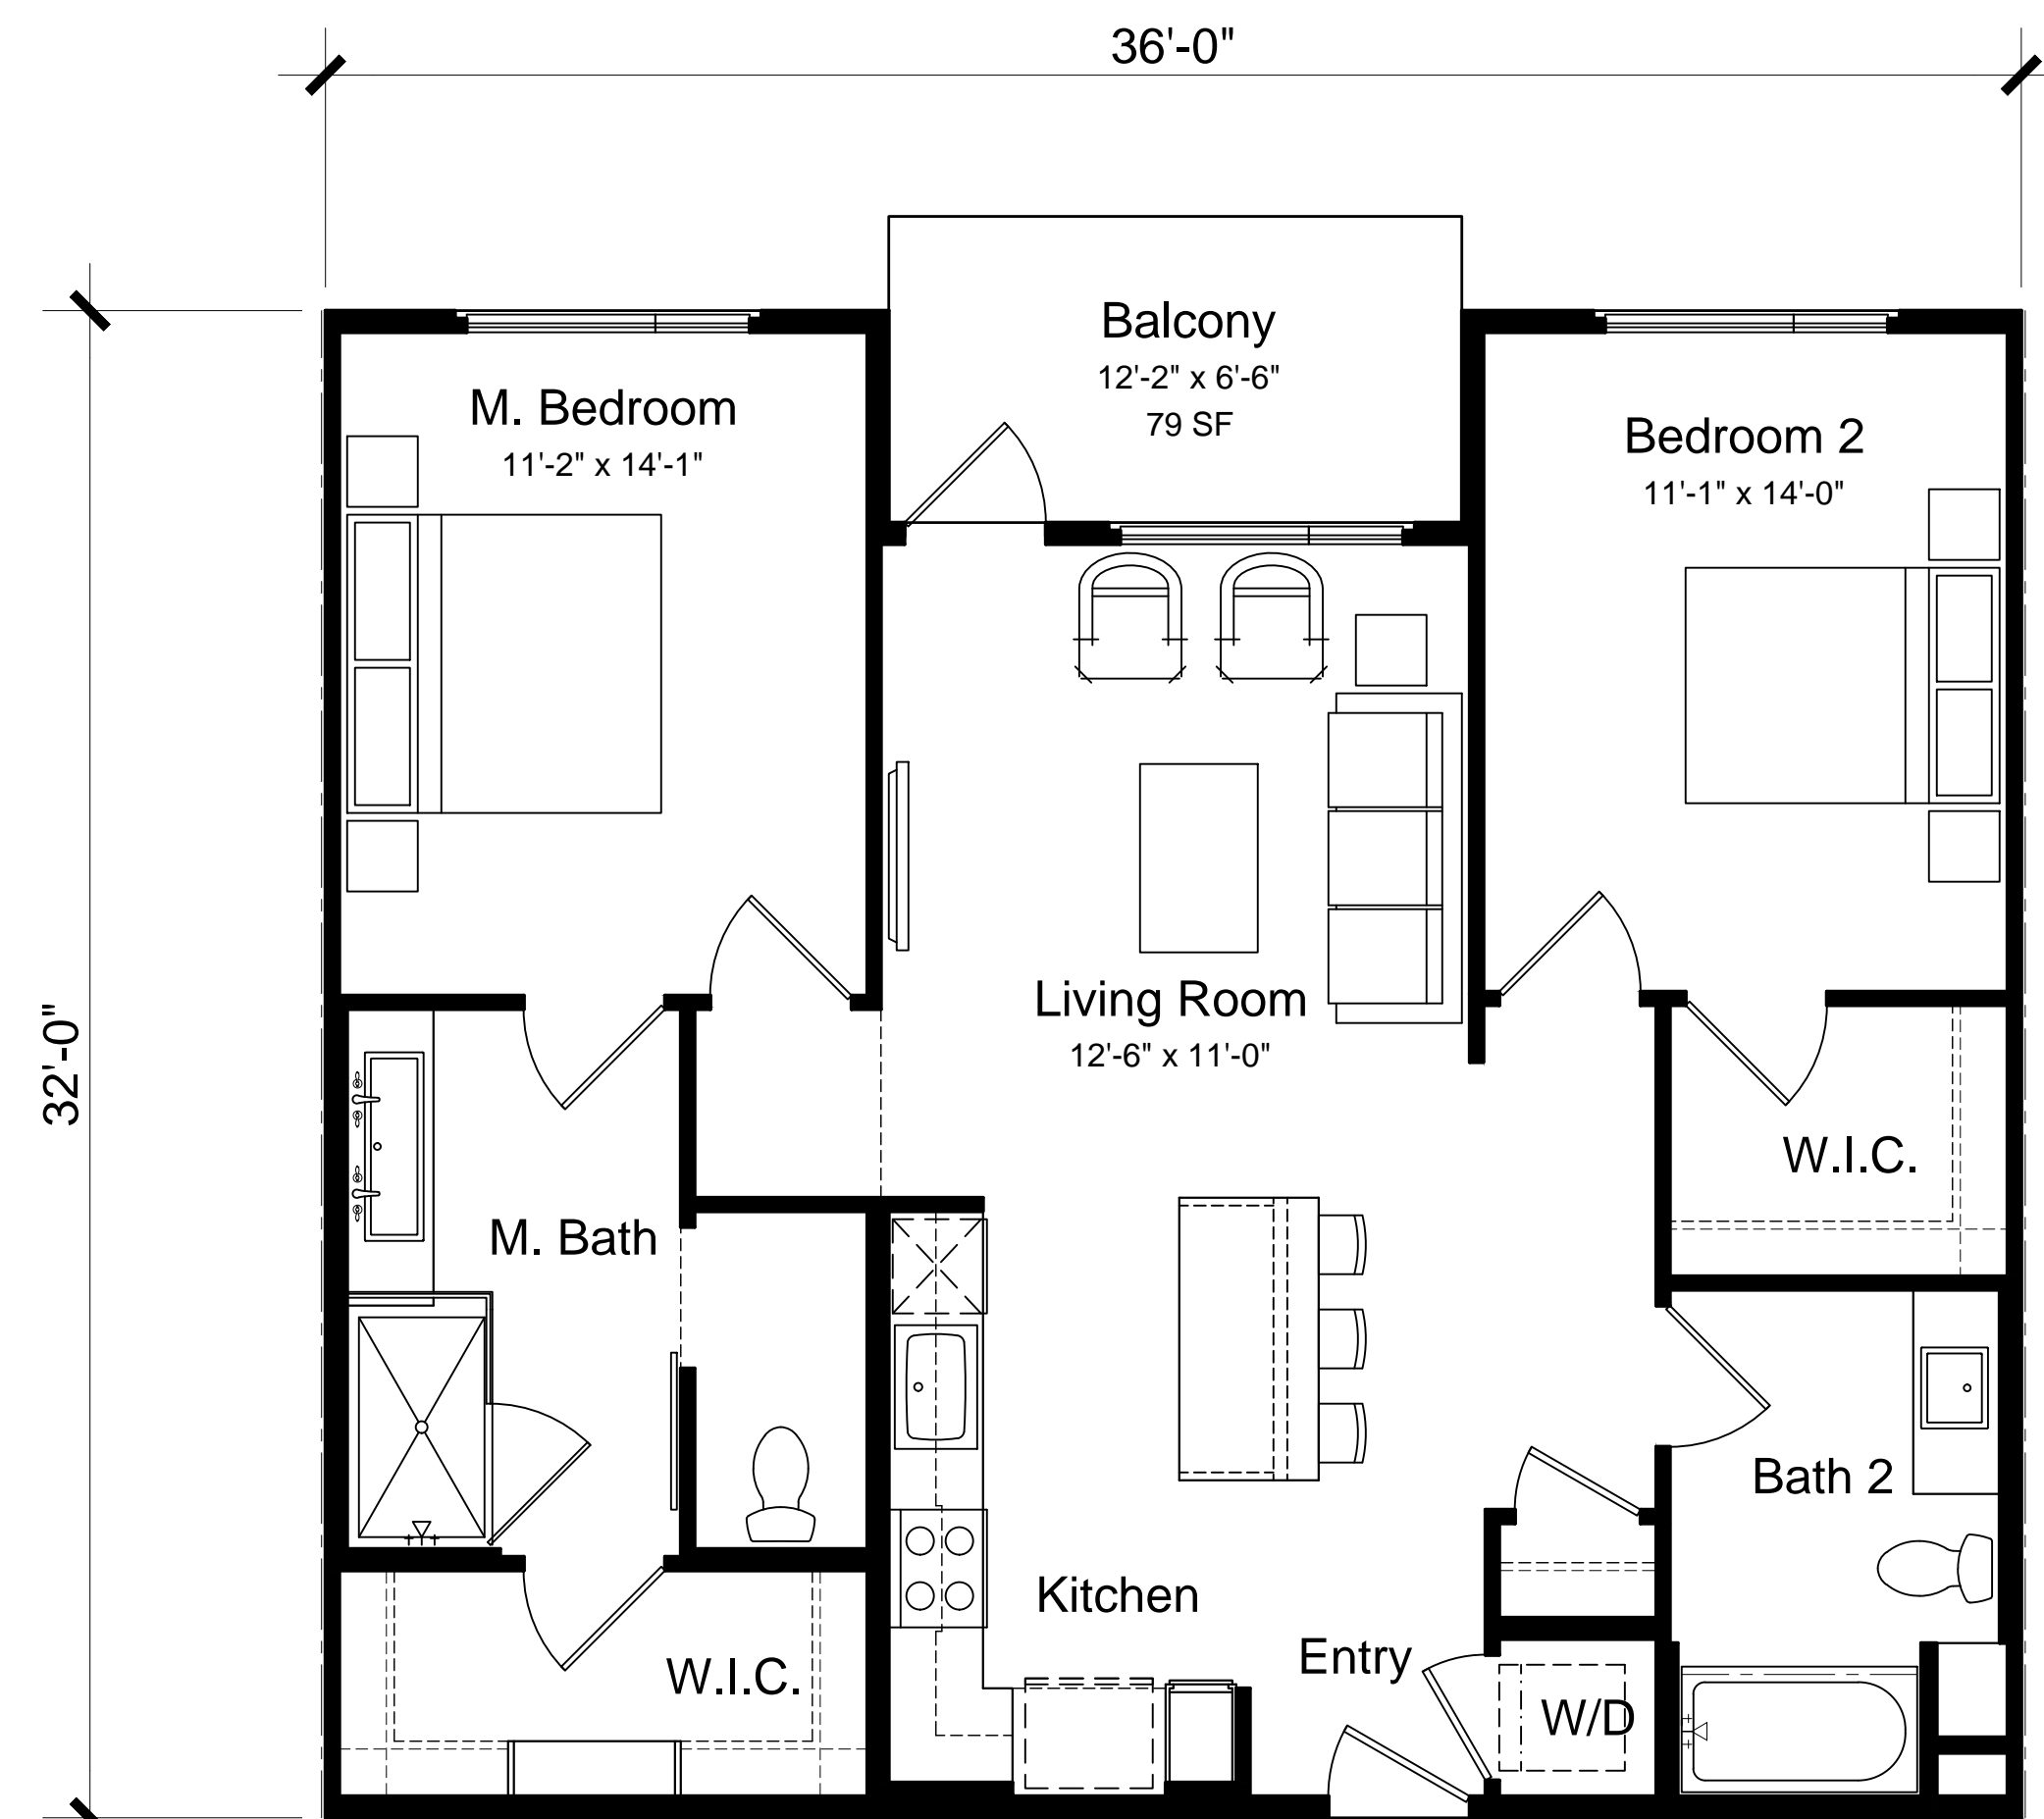 36'-0"
Balcony
12'-2" x 6'-6"
79 SF
M. Bedroom
11'-2" x 14'-1"
Bedroom 2
11'-1" x 14'-0"
32'-0"
Living Room
12'-6" x 11'-0"
W.I.C.
M. Bath
Bath 2
Kitchen
Entry
W.I.C.
W/D